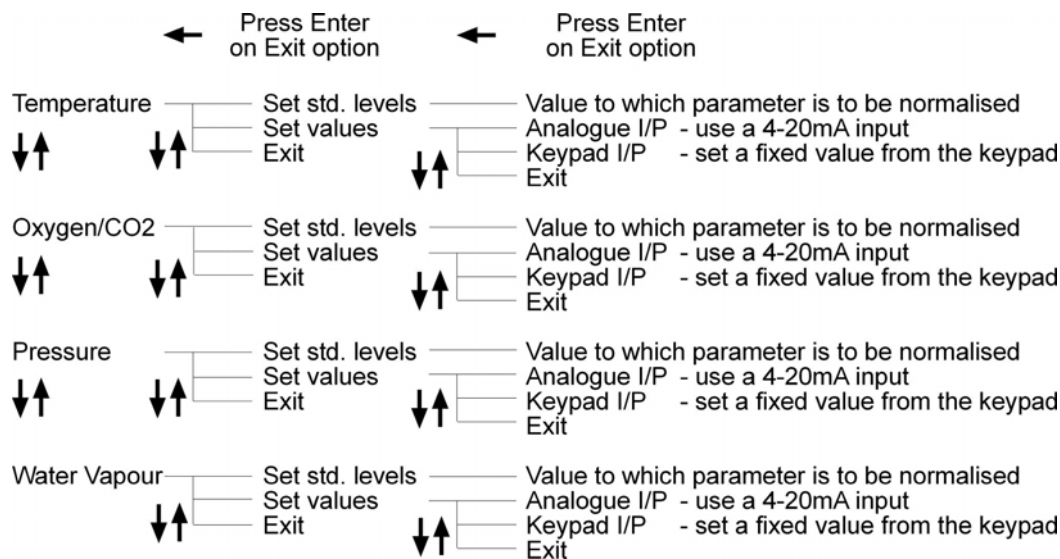 Press Enter on Exit option
Press Enter on Exit option
Temperature
Set std. levels
Value to which parameter is to be normalised
Set values
Analogue I/P - use a 4-20mA input
Exit
Keypad I/P - set a fixed value from the keypad
Exit
Oxygen/CO2
Set std. levels
Value to which parameter is to be normalised
Set values
Analogue I/P - use a 4-20mA input
Exit
Keypad I/P - set a fixed value from the keypad
Exit
Pressure
Set std. levels
Value to which parameter is to be normalised
Set values
Analogue I/P - use a 4-20mA input
Exit
Keypad I/P - set a fixed value from the keypad
Exit
Water Vapour
Set std. levels
Value to which parameter is to be normalised
Set values
Analogue I/P - use a 4-20mA input
Exit
Keypad I/P - set a fixed value from the keypad
Exit